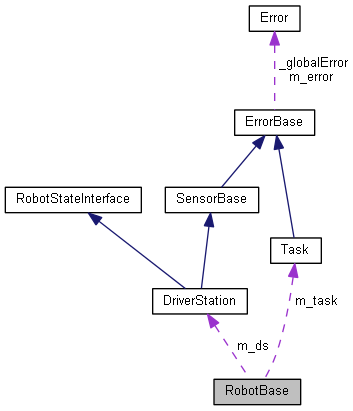 Error
_globalError
m_error
ErrorBase
RobotStateInterface
SensorBase
Task
DriverStation
m_task
m_ds
RobotBase